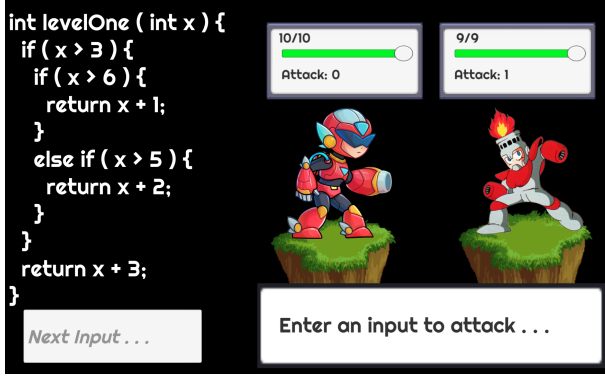 int levelOne ( int x ) {
if ( x > 3 ) {
if ( x > 6 ) {
return x + 1;
}
else if ( x > 5 ) {
return x + 2;
}
}
return x + 3;
}
Next Input . . .
10/10
Attack: 0
9/9
Attack: 1
Enter an input to attack . . .